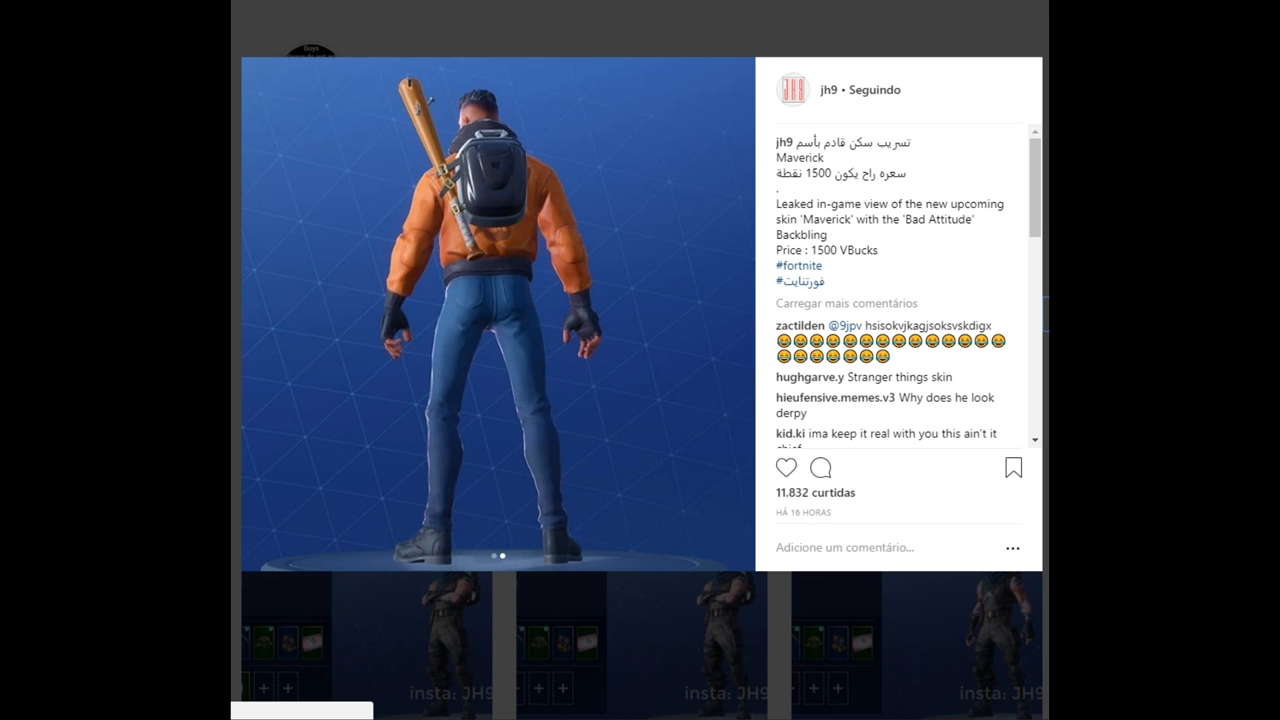 Guys
jh9 • Seguindo
jh9 تسريب سكن قادم بأسم
Maverick
سعره راح يكون 1500 نقطة
.
Leaked in-game view of the new upcoming
skin 'Maverick' with the 'Bad Attitude'
Backbling
Price : 1500 VBucks
#fortnite
#فورتنايت
Carregar mais comentários
zactilden @9jpv hsisokvjkagjsoksvskdigx
😂😂😂😂😂😂😂😂😂😂😂😂😂😂
😂😂😂😂😂😂😂
hughgarve.y Stranger things skin
hieufensive.memes.v3 Why does he look
derpy
kid.ki ima keep it real with you this ain't it
chief
11.832 curtidas
HÁ 16 HORAS
Adicione um comentário...
insta: JH9
insta: JH9
insta: JH9